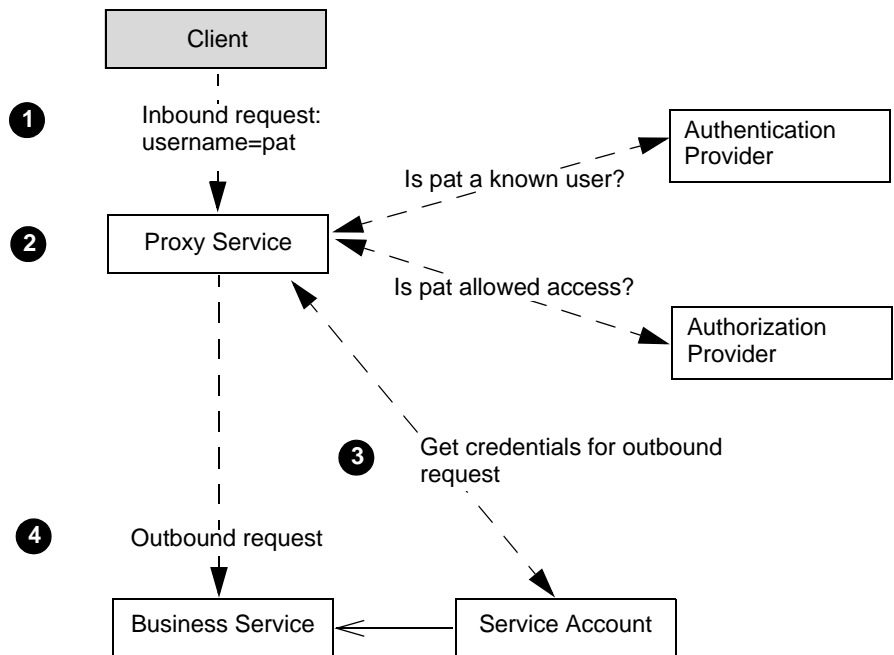 Client
1
Inbound request:
username=pat
Authentication
Provider
Is pat a known user?
2
Proxy Service
Is pat allowed access?
Authorization
Provider
3
Get credentials for outbound
request
4
Outbound request
Business Service
Service Account